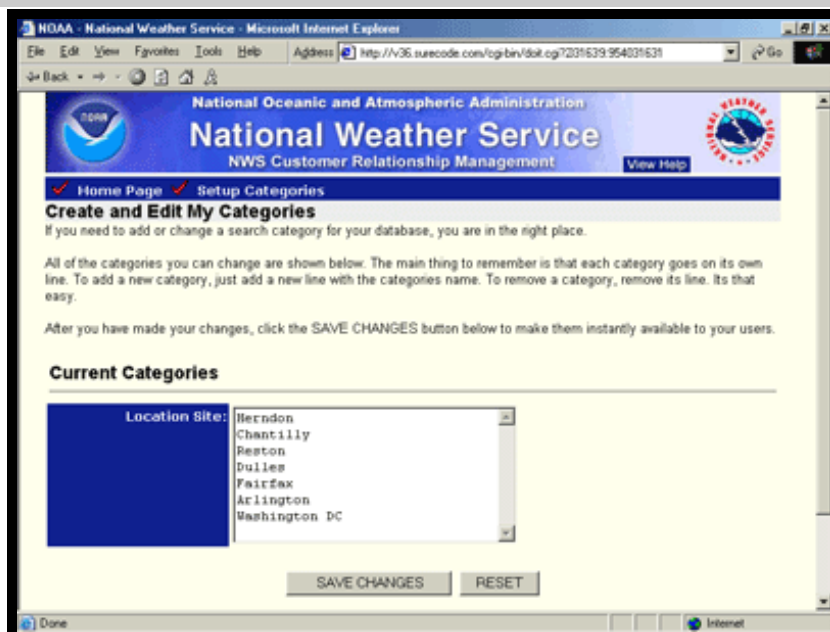 NOAA - National Weather Service - Microsoft Internet Explorer
File Edit View Favorites Tools Help Address http://v36.surecode.com/cgi-bin/doit.cgi?2031639:954031631 Go
Back
NOAA
National Oceanic and Atmospheric Administration
National Weather Service
NWS Customer Relationship Management
View Help
Home Page Setup Categories
Create and Edit My Categories
If you need to add or change a search category for your database, you are in the right place.
All of the categories you can change are shown below. The main thing to remember is that each category goes on its own
line. To add a new category, just add a new line with the categories name. To remove a category, remove its line. Its that
easy.
After you have made your changes, click the SAVE CHANGES button below to make them instantly available to your users.
Current Categories
Location Site:
Herndon
Chantilly
Reston
Dulles
Fairfax
Arlington
Washington DC
SAVE CHANGES RESET
Done Internet